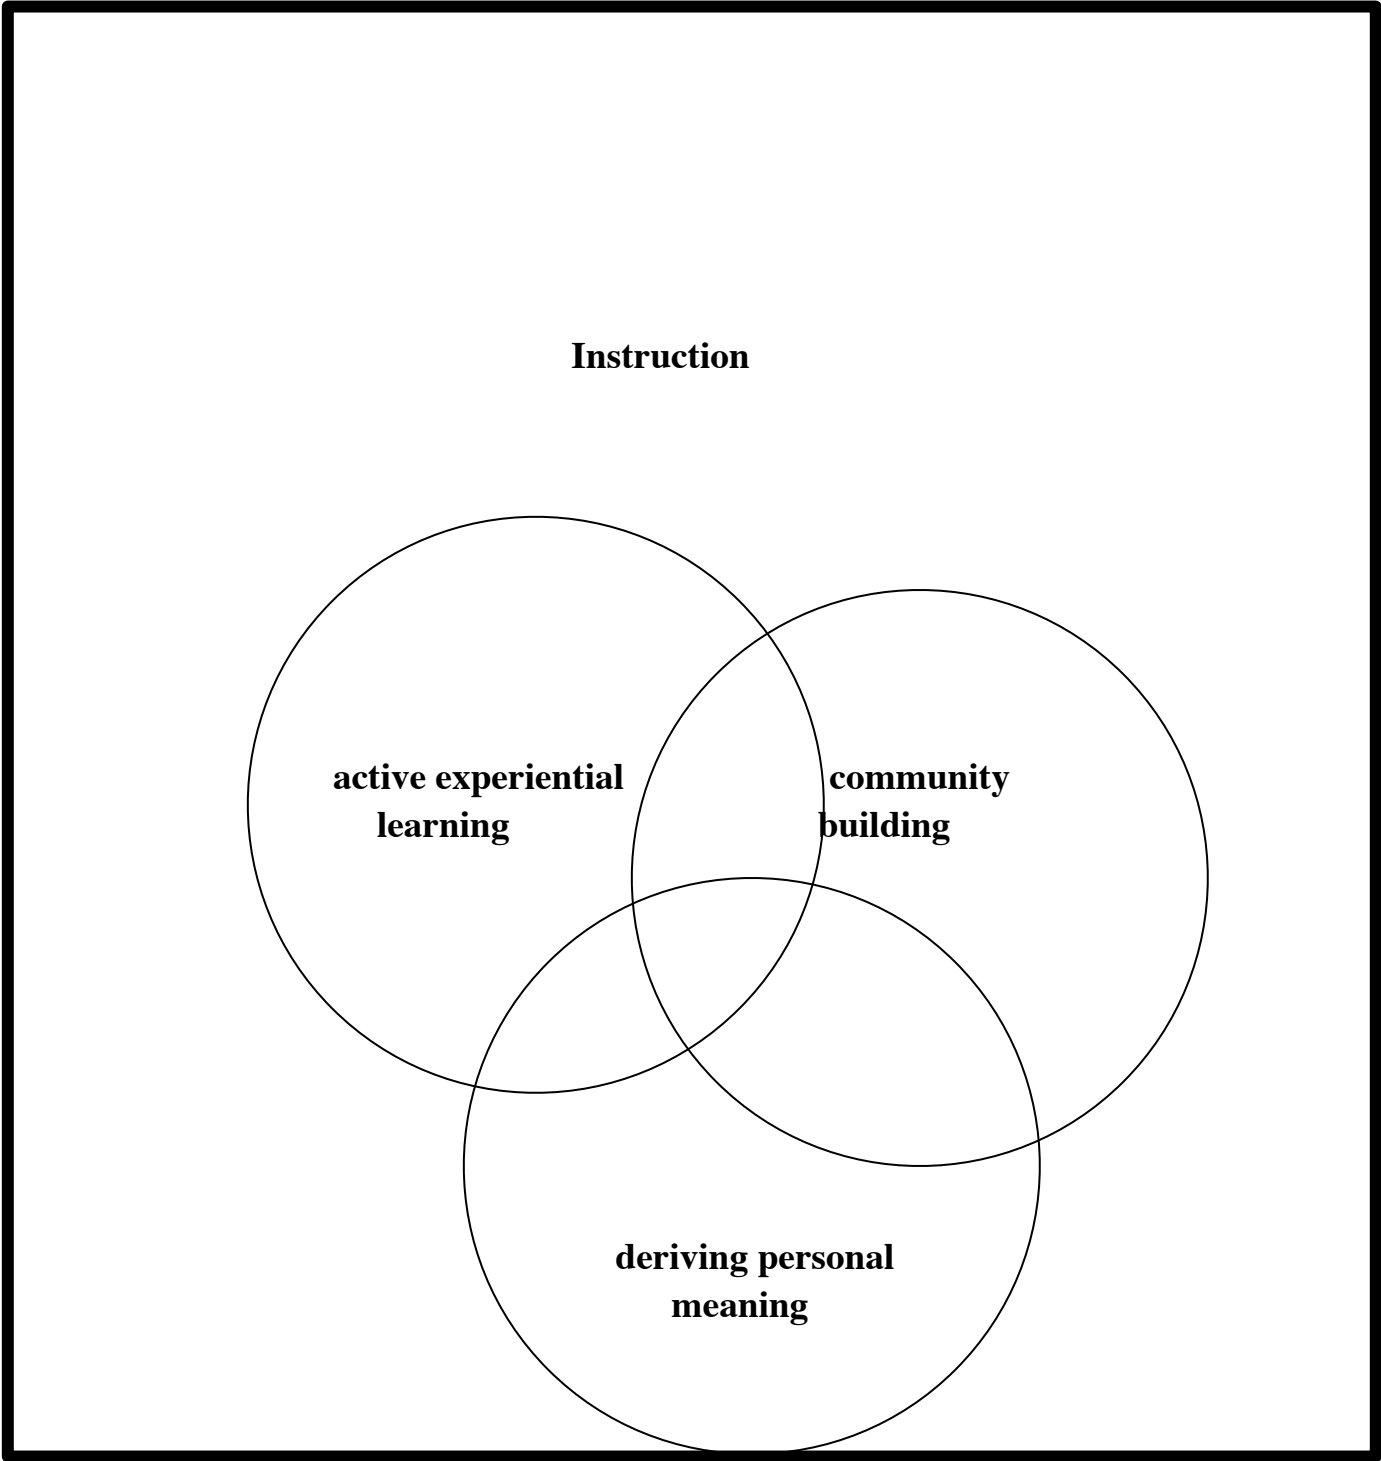 Instruction
active experiential
learning
community
building
deriving personal
meaning